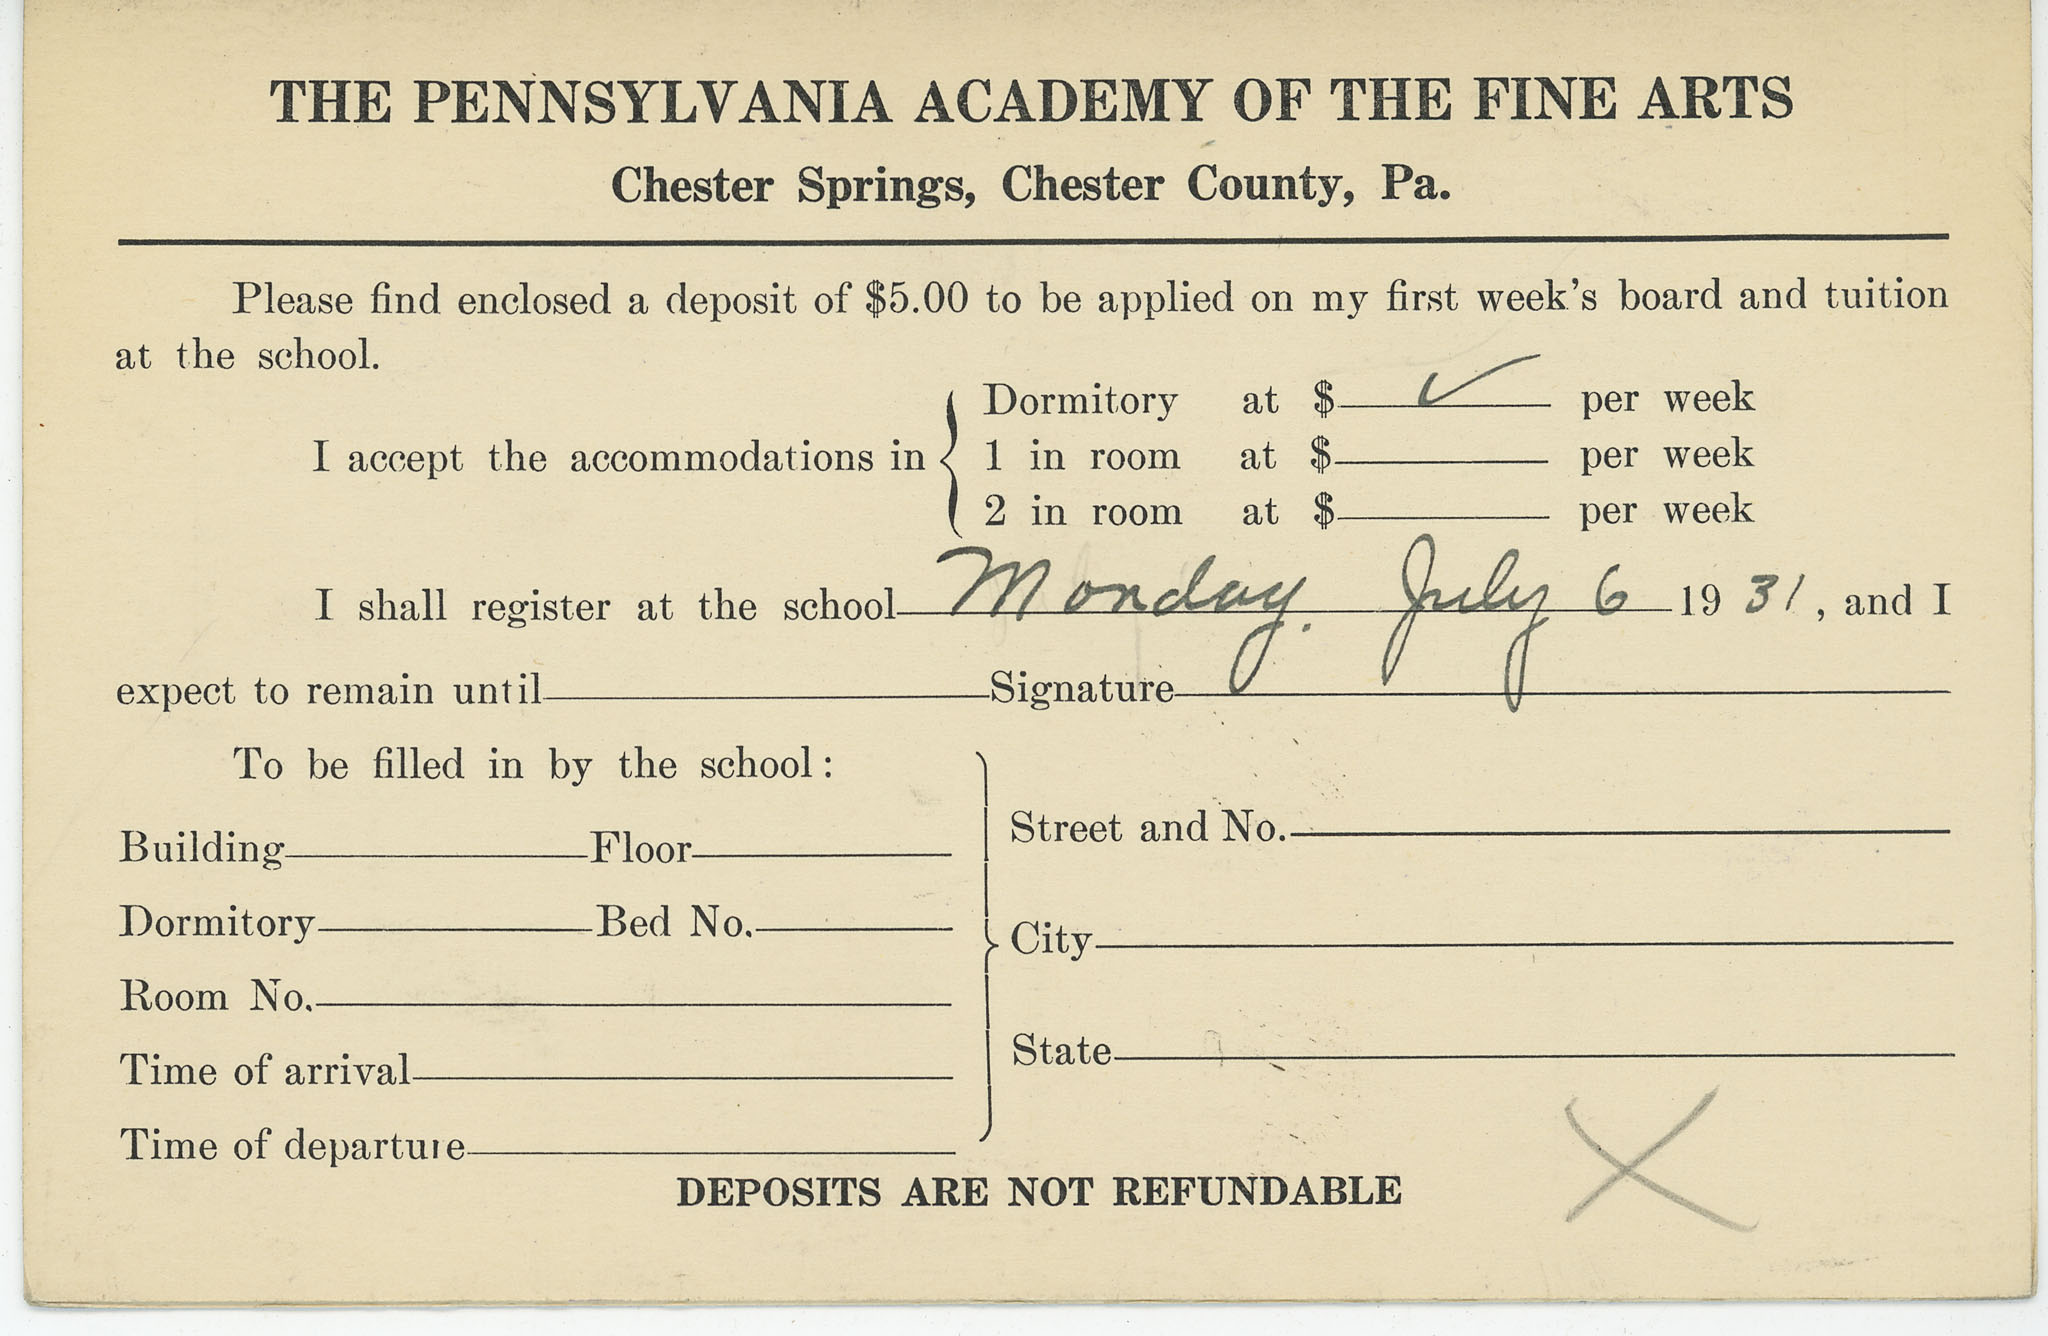 THE PENNSYLVANIA ACADEMY OF THE FINE ARTS
Chester Springs, Chester County, Pa.
Please find enclosed a deposit of $5.00 to be applied on my first week's board and tuition
at the school.
Dormitory at $ ✓ per week
I accept the accommodations in { 1 in room at $ per week
2 in room at $ per week
I shall register at the school Monday. July 6 1931, and I
expect to remain until Signature
To be filled in by the school:
Building Floor
Street and No.
Dormitory Bed No.
City
Room No.
State
Time of arrival
Time of departure
DEPOSITS ARE NOT REFUNDABLE
X